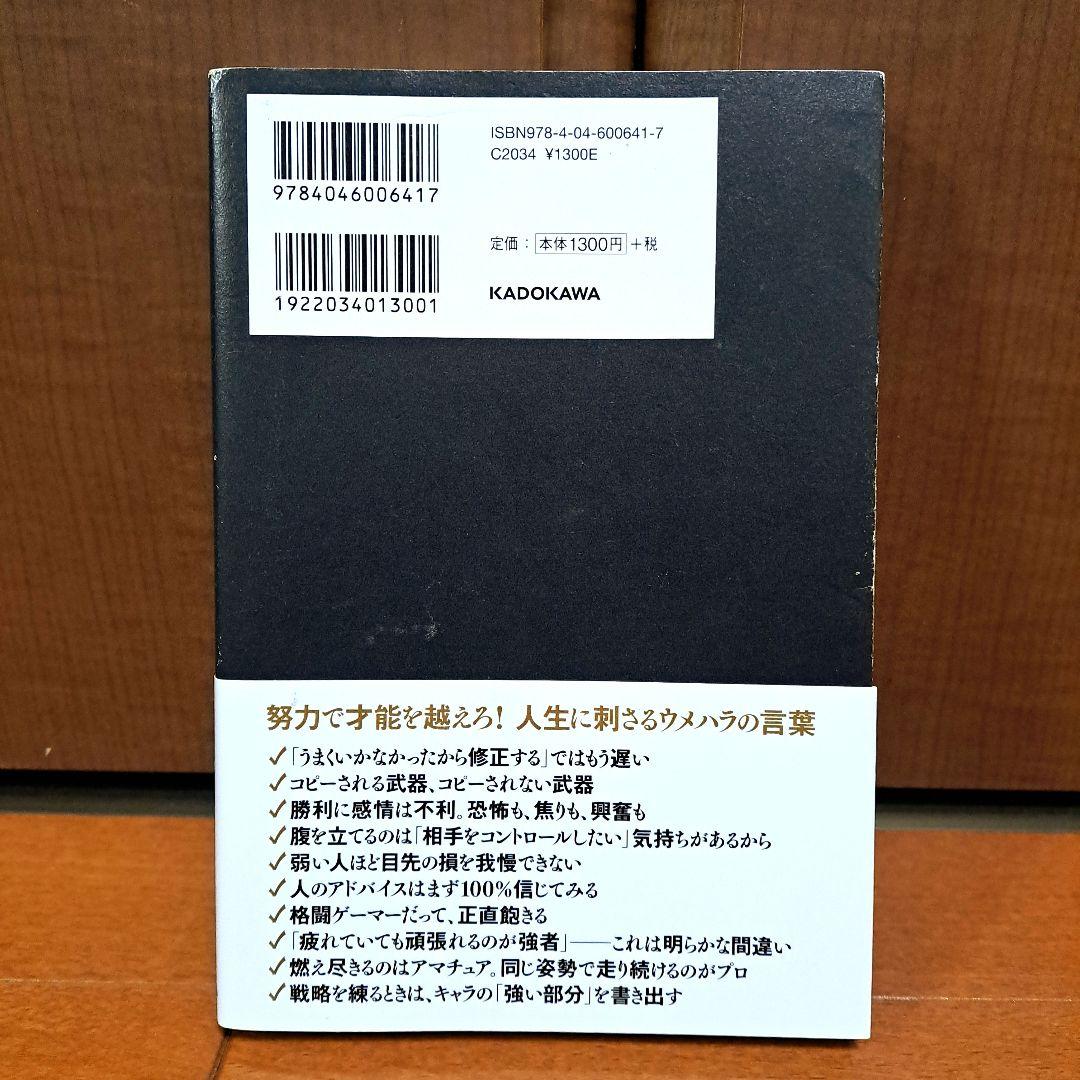 ISBN978-4-04-600641-7
C2034 ¥1300E
9784046006417
定価：本体1300円＋税
1922034013001
KADOKAWA
努力で才能を越えろ！ 人生に刺さるウメハラの言葉
✓「うまくいかなかったから修正する」ではもう遅い
✓コピーされる武器、コピーされない武器
✓勝利に感情は不利。恐怖も、焦りも、興奮も
✓腹を立てるのは「相手をコントロールしたい」気持ちがあるから
✓弱い人ほど目先の損を我慢できない
✓人のアドバイスはまず100%信じてみる
✓格闘ゲーマーだって、正直飽きる
✓「疲れていても頑張れるのが強者」――これは明らかな間違い
✓燃え尽きるのはアマチュア。同じ姿勢で走り続けるのがプロ
✓戦略を練るときは、キャラの「強い部分」を書き出す